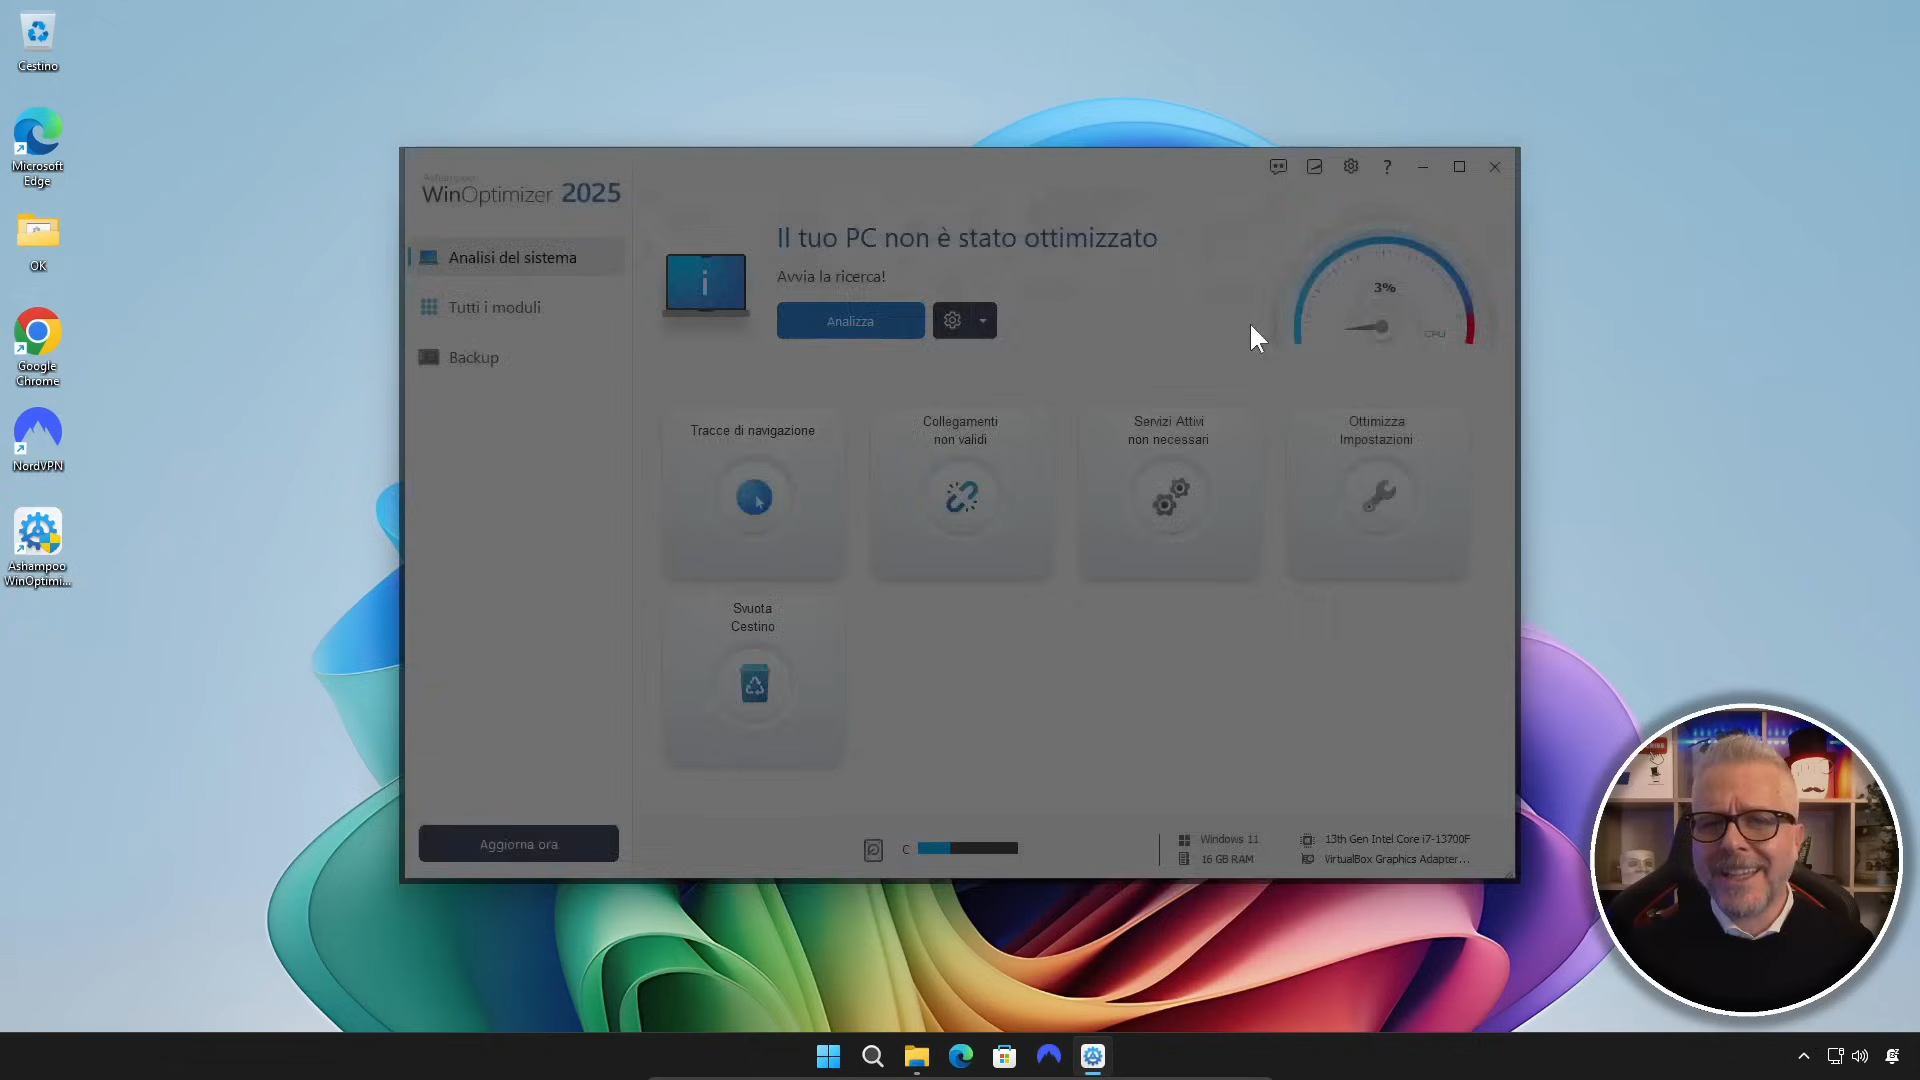 Cestino
Microsoft
Edge
OK
Google
Chrome
NordVPN
Ashampoo
WinOptimi...
Ashampoo
WinOptimizer 2025
Analisi del sistema
Tutti i moduli
Backup
Aggiorna ora
Il tuo PC non è stato ottimizzato
Avvia la ricerca!
Analizza
3%
CPU
Tracce di navigazione
Collegamenti
non validi
Servizi Attivi
non necessari
Ottimizza
Impostazioni
Svuota
Cestino
C
Windows 11
16 GB RAM
13th Gen Intel Core i7-13700F
VirtualBox Graphics Adapter...